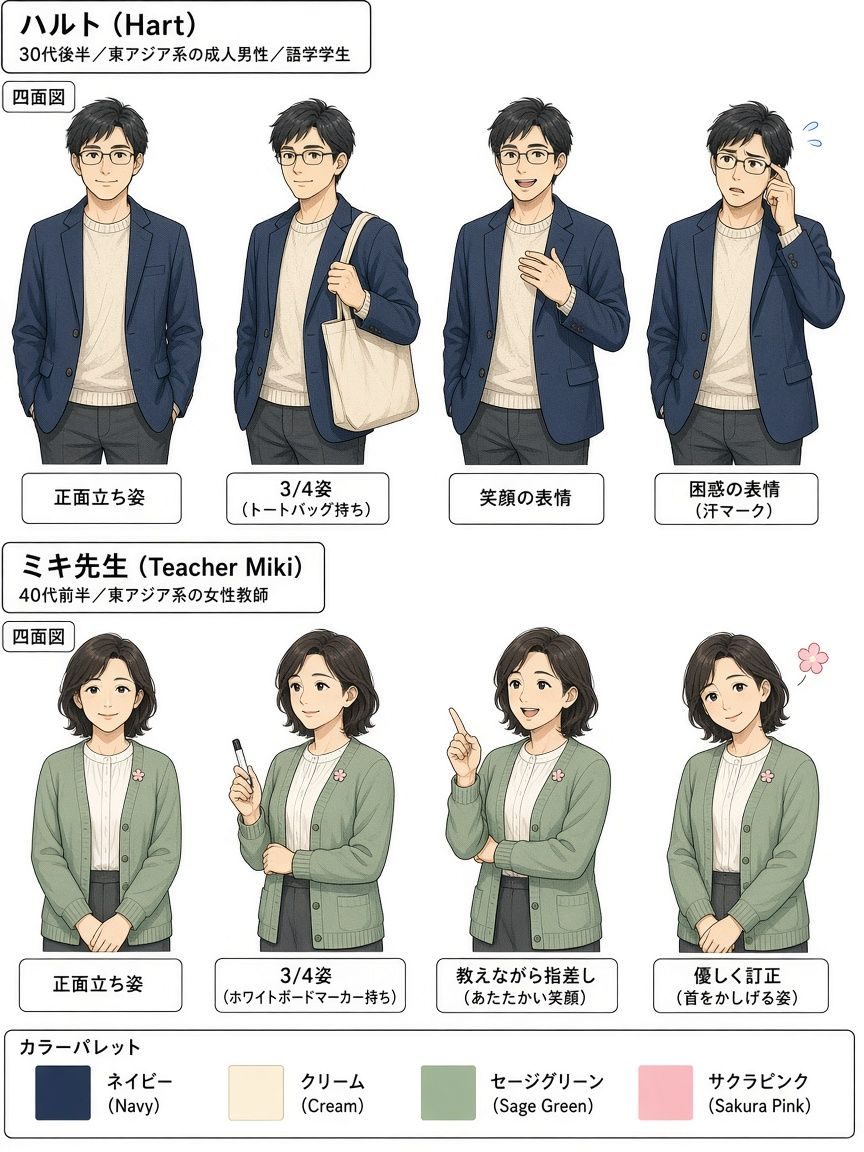 ハルト (Hart)
30代後半／東アジア系の成人男性／語学学生
四面図
正面立ち姿
3/4姿
（トートバッグ持ち）
笑顔の表情
困惑の表情
（汗マーク）
ミキ先生 (Teacher Miki)
40代前半／東アジア系の女性教師
四面図
正面立ち姿
3/4姿
（ホワイトボードマーカー持ち）
教えながら指差し
（あたたかい笑顔）
優しく訂正
（首をかしげる姿）
カラーパレット
ネイビー
(Navy)
クリーム
(Cream)
セージグリーン
(Sage Green)
サクラピンク
(Sakura Pink)